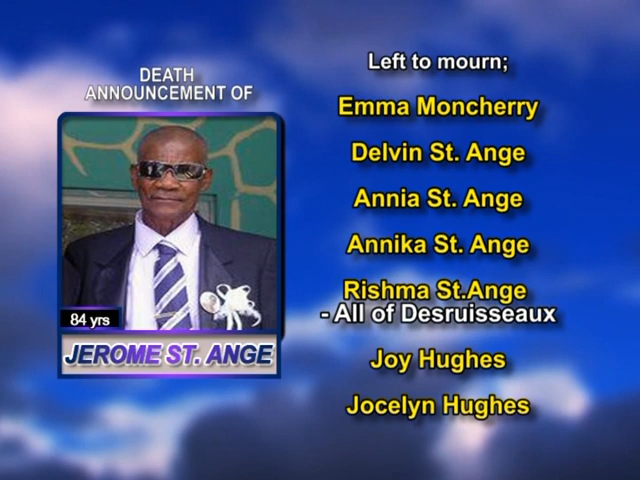 DEATH
ANNOUNCEMENT OF
84 yrs
JEROME ST. ANGE
Left to mourn;
Emma Moncherry
Delvin St. Ange
Annia St. Ange
Annika St. Ange
Rishma St.Ange
- All of Desruisseaux
Joy Hughes
Jocelyn Hughes